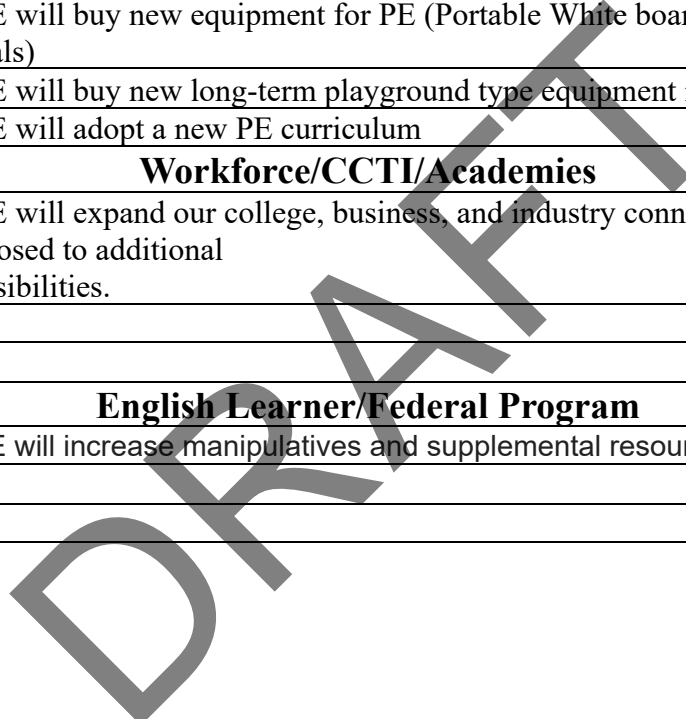 E will buy new equipment for PE (Portable White boar
als)
E will buy new long-term playground type equipment
E will adopt a new PE curriculum
Workforce/CCTI/Academies
E will expand our college, business, and industry conn
osed to additional
sibilities.
English Learner/Federal Program
E will increase manipulatives and supplemental resour
DRAFT